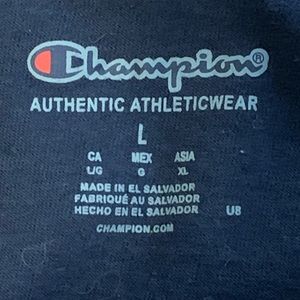 Champion®
AUTHENTIC ATHLETICWEAR
L
CA MEX ASIA
L/G G XL
MADE IN EL SALVADOR
FABRIQUÉ AU SALVADOR
HECHO EN EL SALVADOR U8
CHAMPION.COM